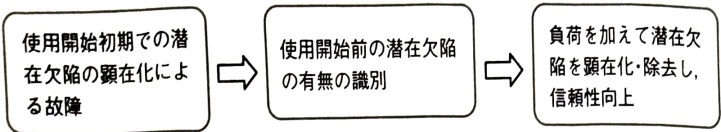 使用開始初期での潜
在欠陥の顕在化によ
る故障
使用開始前の潜在欠陥
の有無の識別
負荷を加えて潜在欠
陥を顕在化・除去し,
信頼性向上